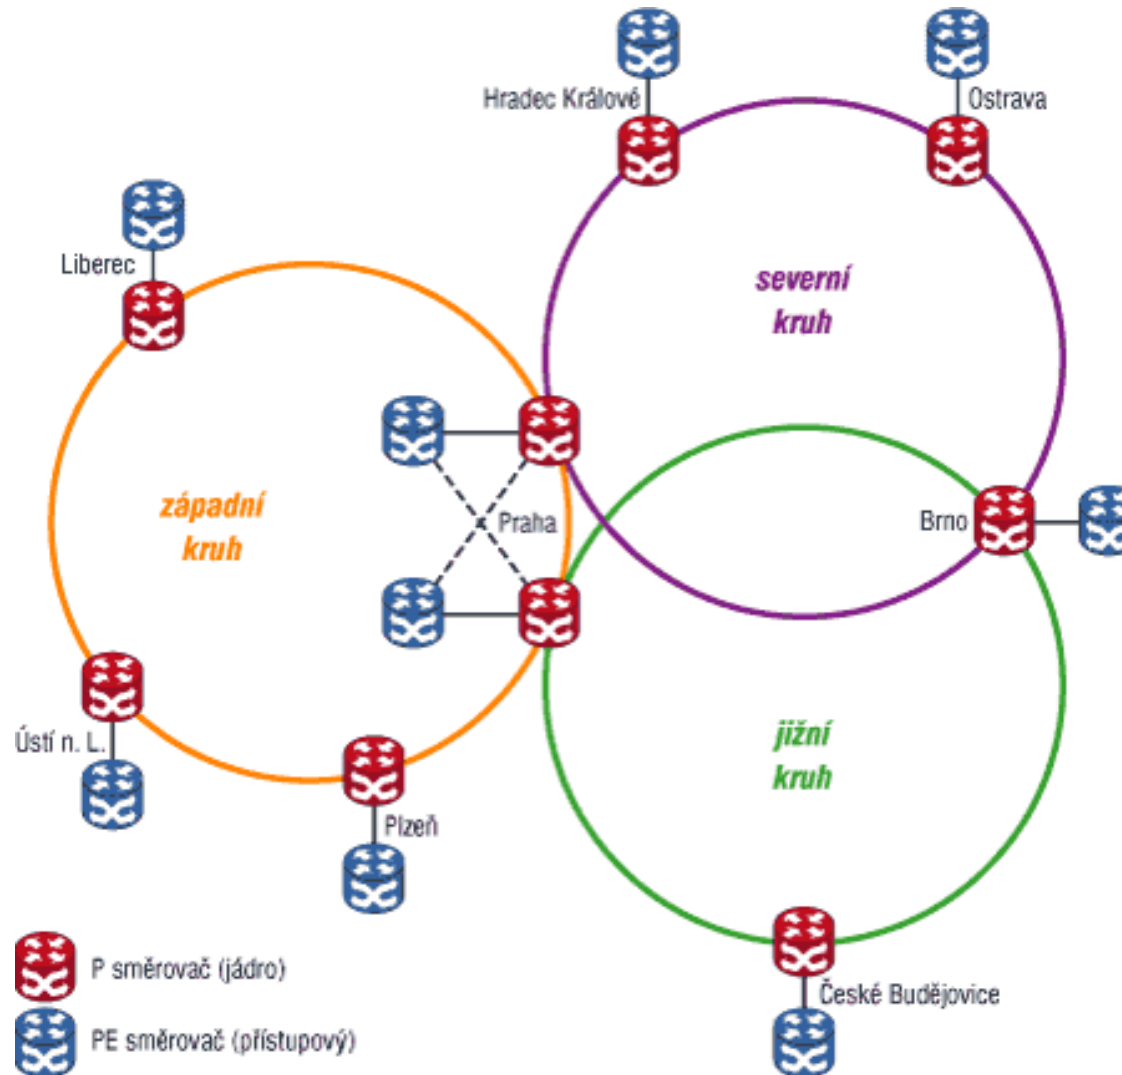 Hradec Králové
Ostrava
Liberec
severní
kruh
západní
kruh
Praha
Brno
Ústí n. L.
jižní
kruh
Plzeň
P směrovač (jádro)
České Budějovice
PE směrovač (přístupový)